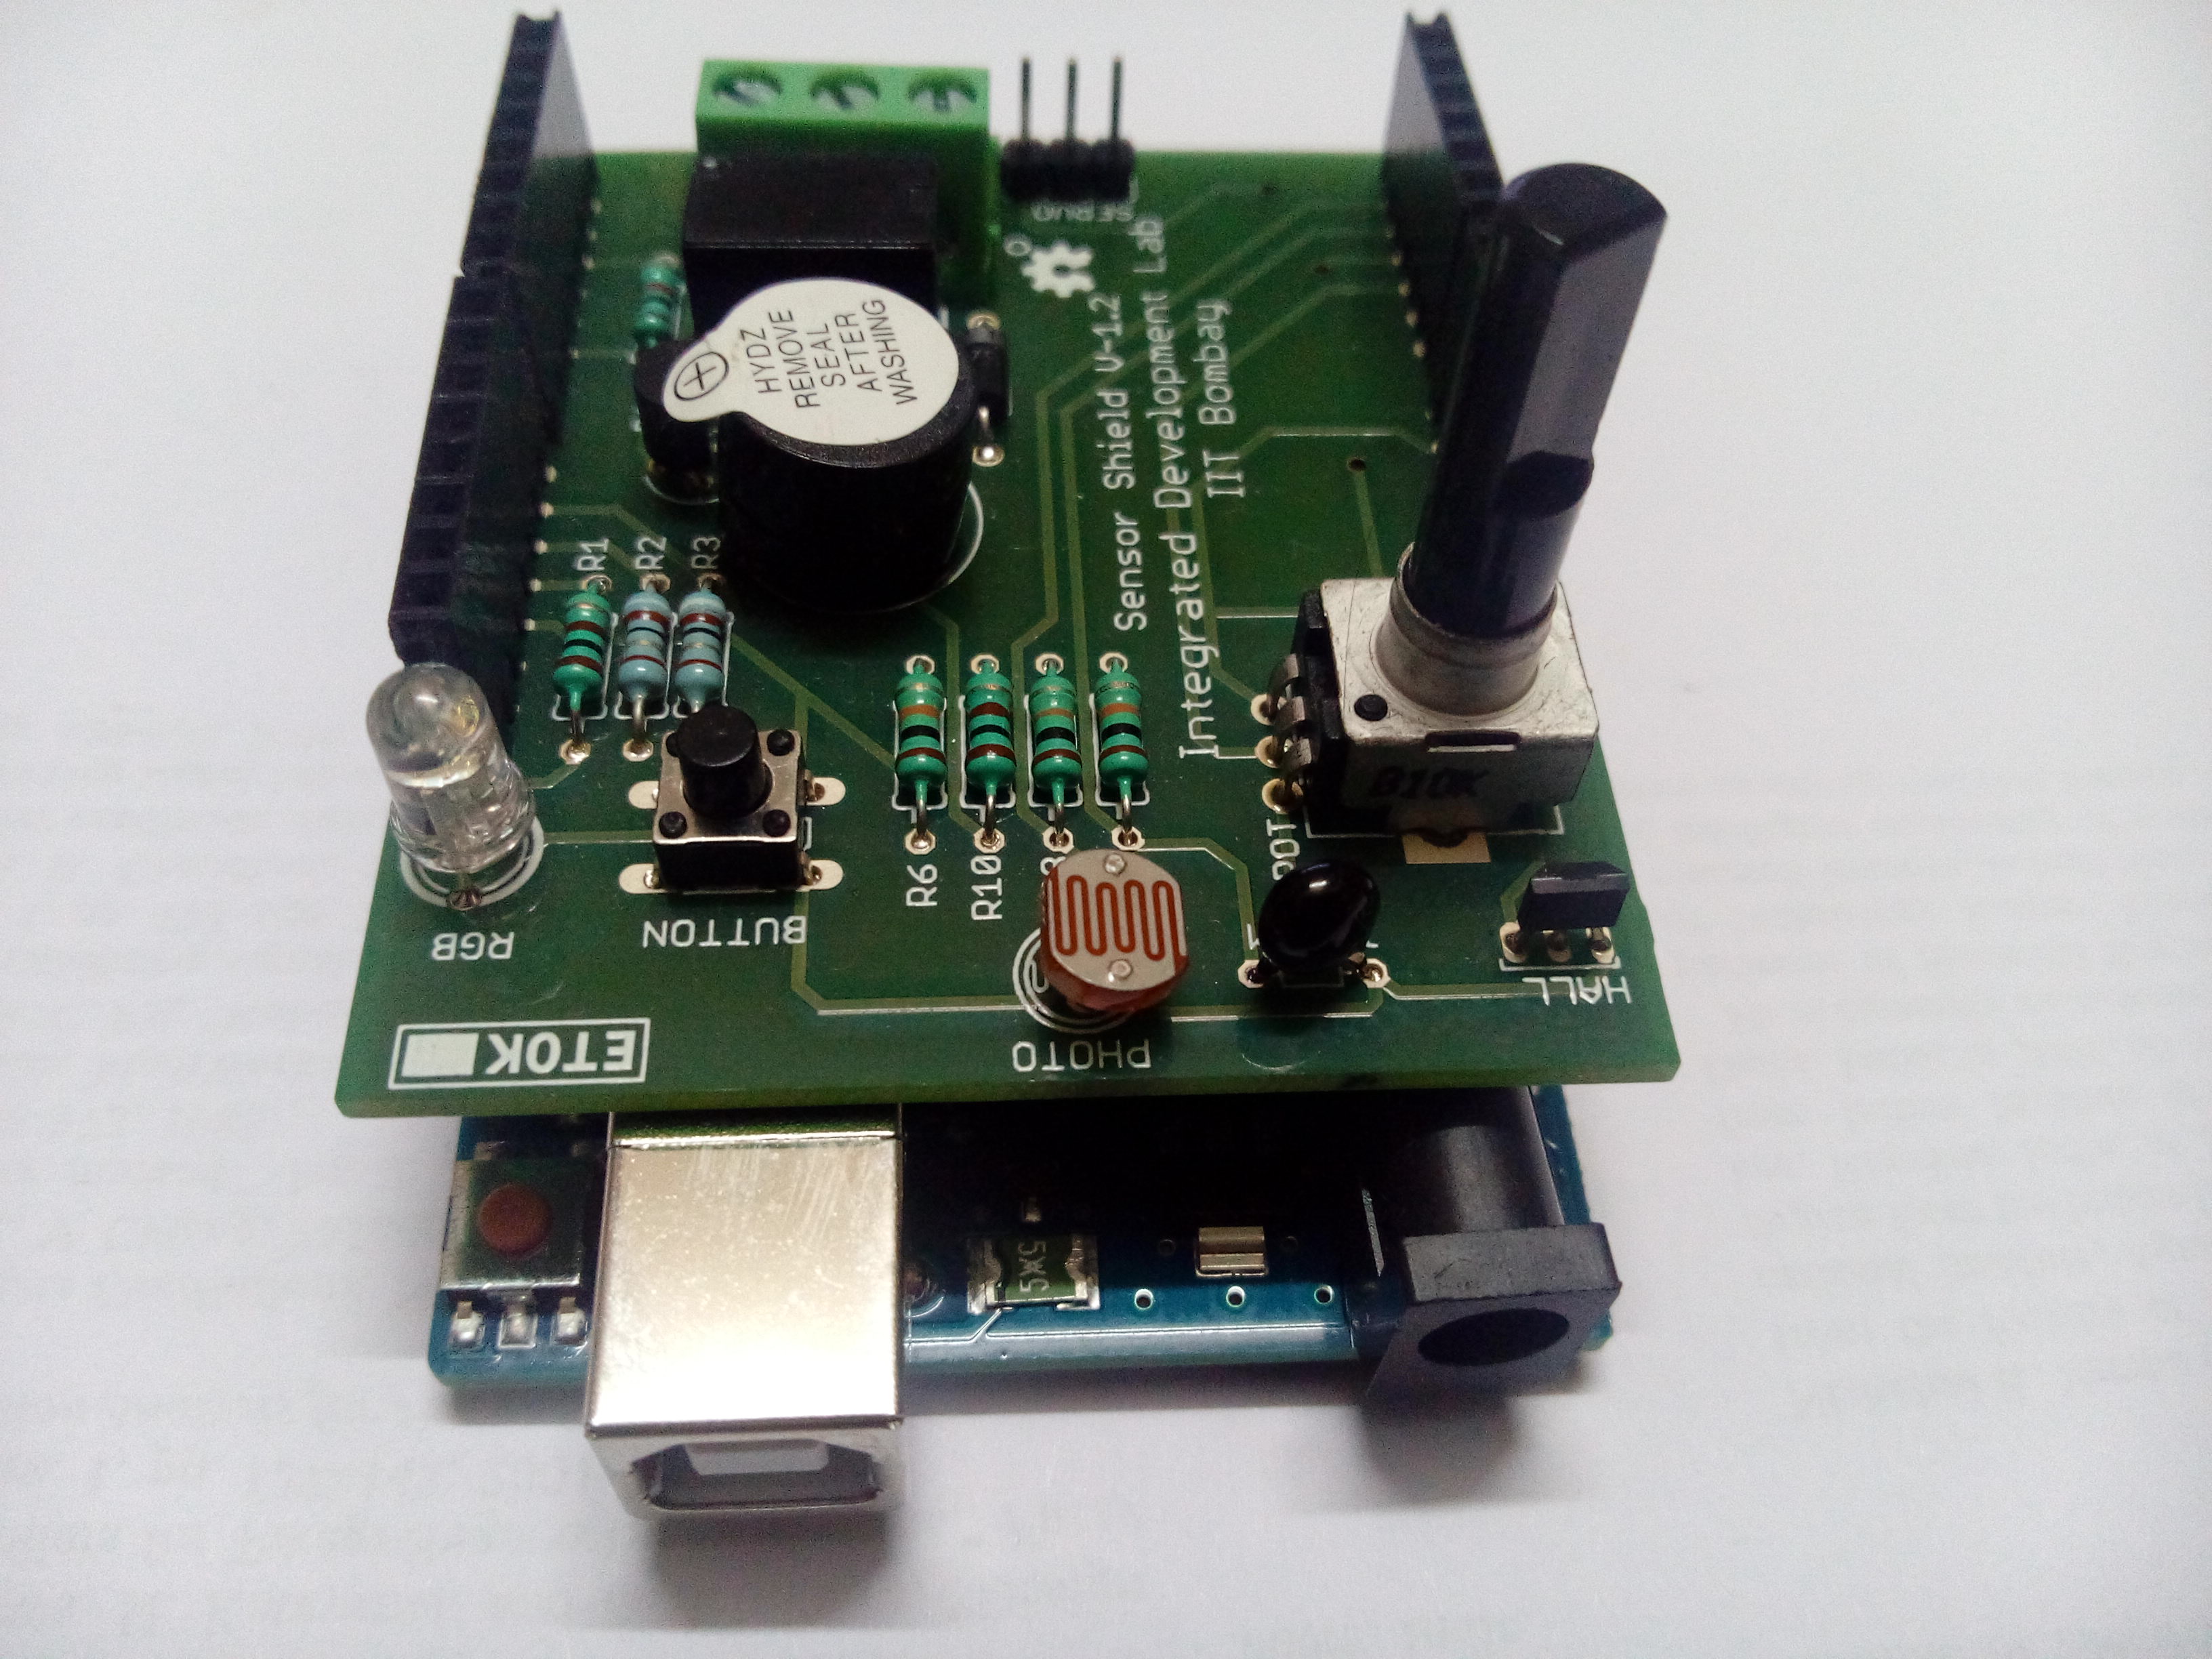 SERVO
HYDZ
REMOVE
SEAL
AFTER
WASHING
Sensor Shield V-1.2
Integrated Development Lab
IIT Bombay
R1
R2
R3
B10K
R6
R10
POT
RGB
BUTTON
HALL
PHOTO
ETOK
5X5